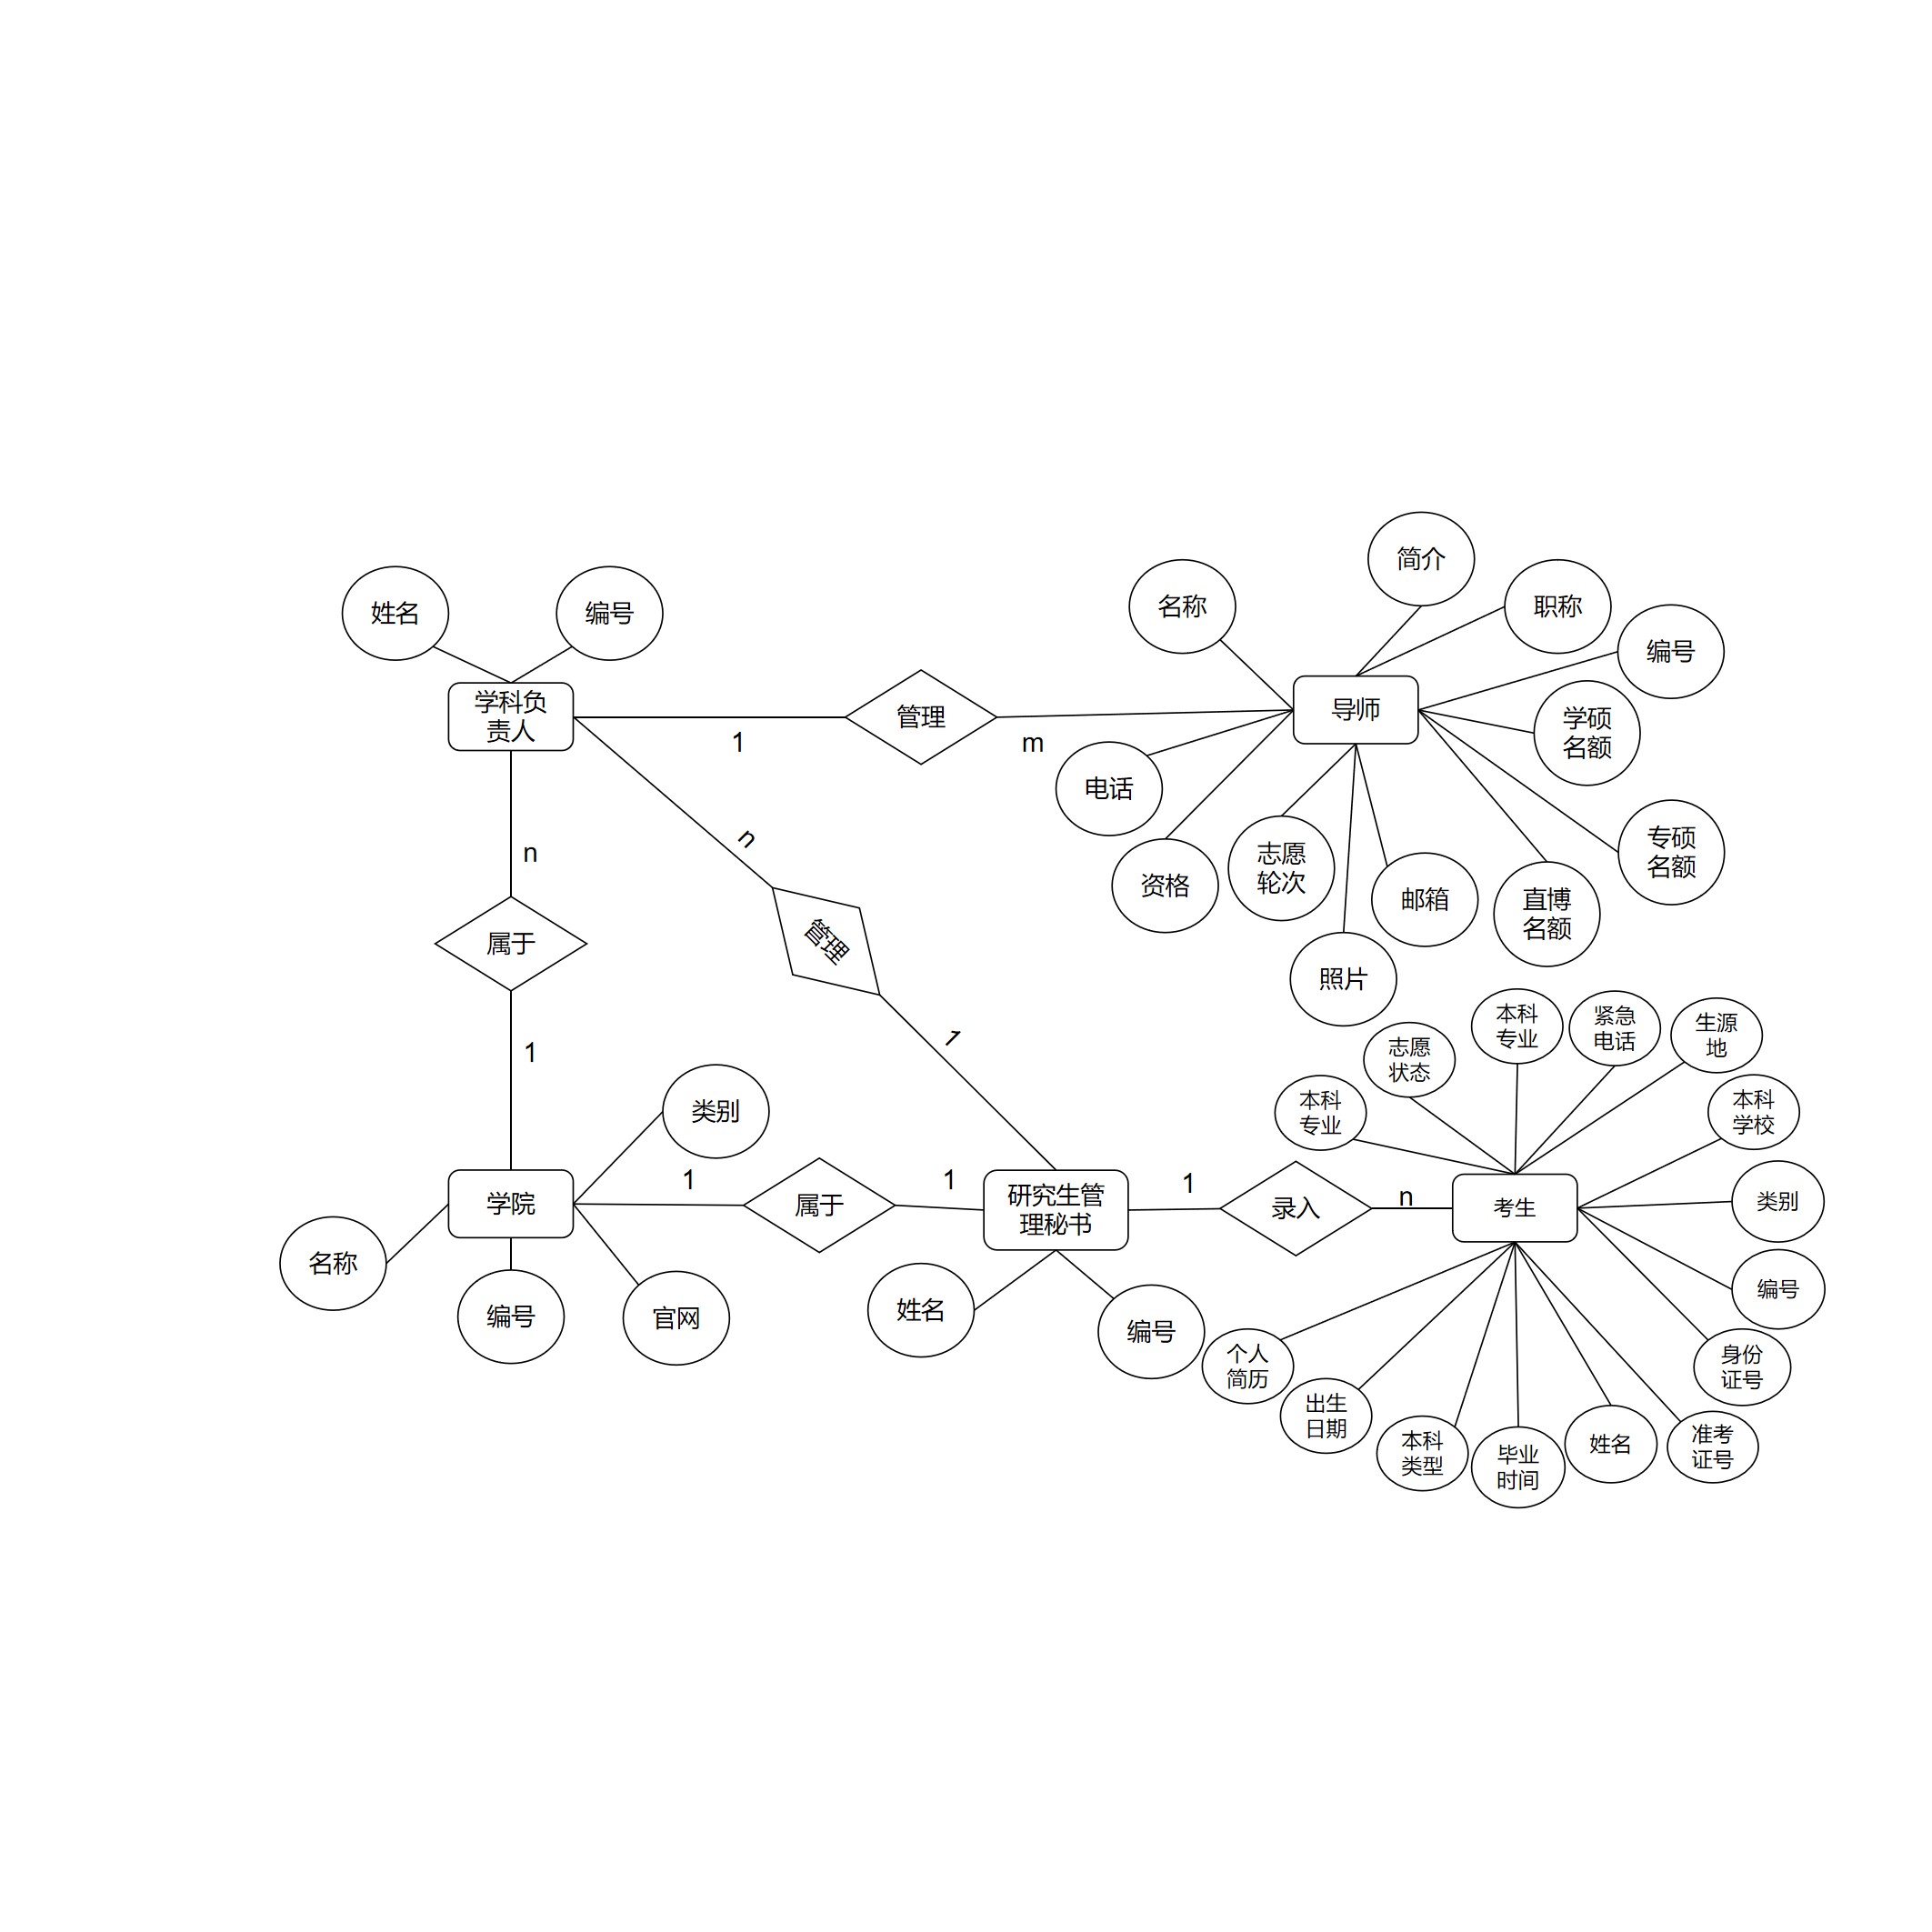 简介
名称
职称
姓名
编号
编号
学科负
责人
管理
导师
学硕
名额
1
m
电话
n
n
志愿
轮次
专硕
名额
资格
邮箱
直博
名额
属于
管理
照片
本科
专业
紧急
电话
生源
地
志愿
状态
1
1
本科
专业
本科
学校
类别
1
1
1
n
学院
属于
研究生管
理秘书
录入
考生
类别
名称
编号
官网
姓名
编号
编号
个人
简历
身份
证号
出生
日期
本科
类型
毕业
时间
姓名
准考
证号